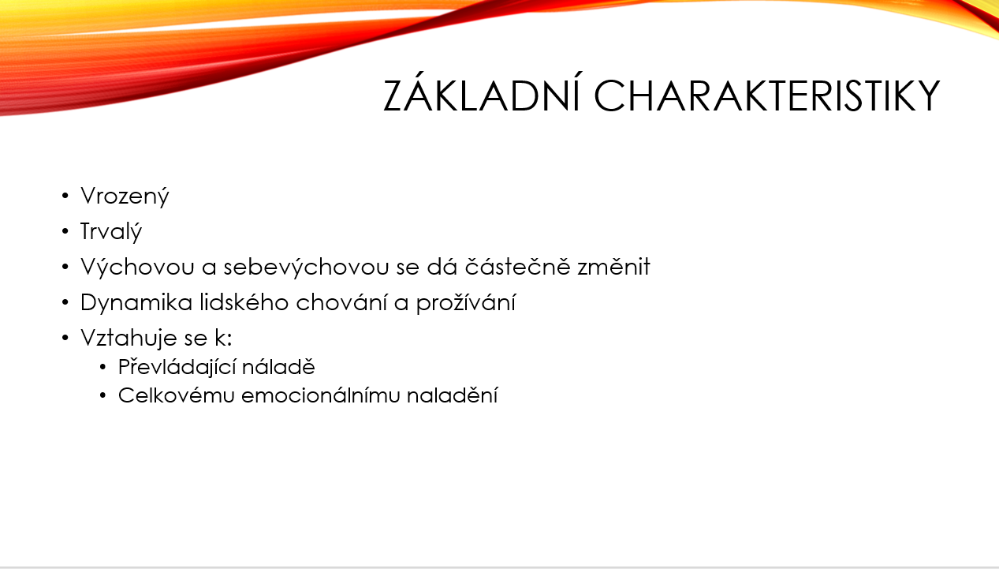 ZÁKLADNÍ CHARAKTERISTIKY
• Vrozený
• Trvalý
• Výchovou a sebevýchovou se dá částečně změnit
• Dynamika lidského chování a prožívání
• Vztahuje se k:
• Převládající náladě
• Celkovému emocionálnímu naladění